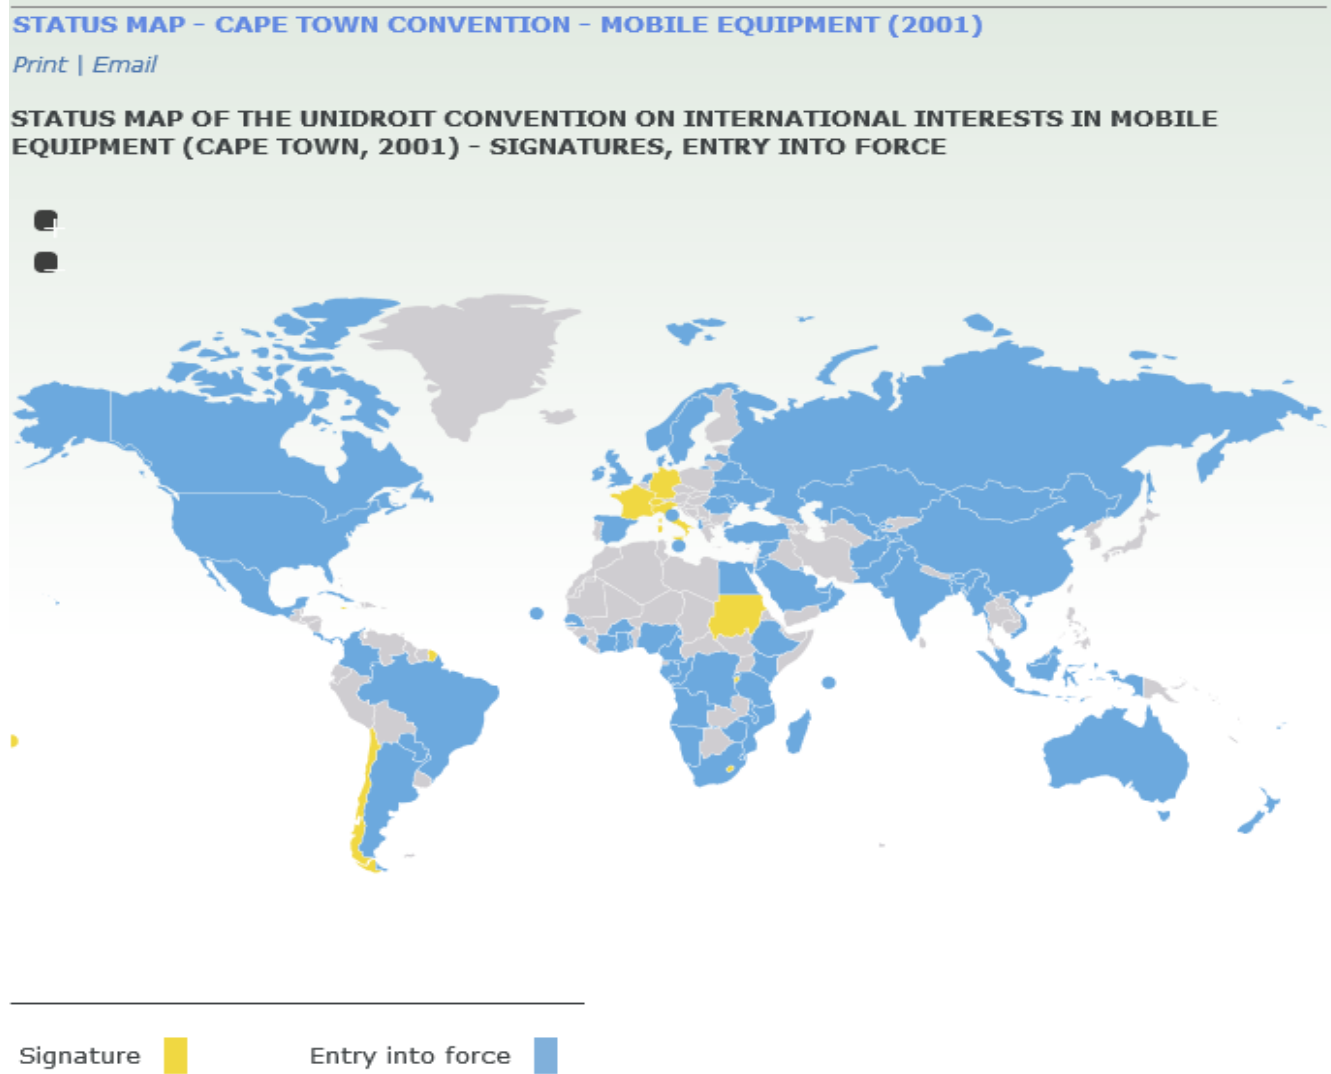 STATUS MAP - CAPE TOWN CONVENTION - MOBILE EQUIPMENT (2001)
Print | Email
STATUS MAP OF THE UNIDROIT CONVENTION ON INTERNATIONAL INTERESTS IN MOBILE
EQUIPMENT (CAPE TOWN, 2001) - SIGNATURES, ENTRY INTO FORCE
+
-
Signature Entry into force